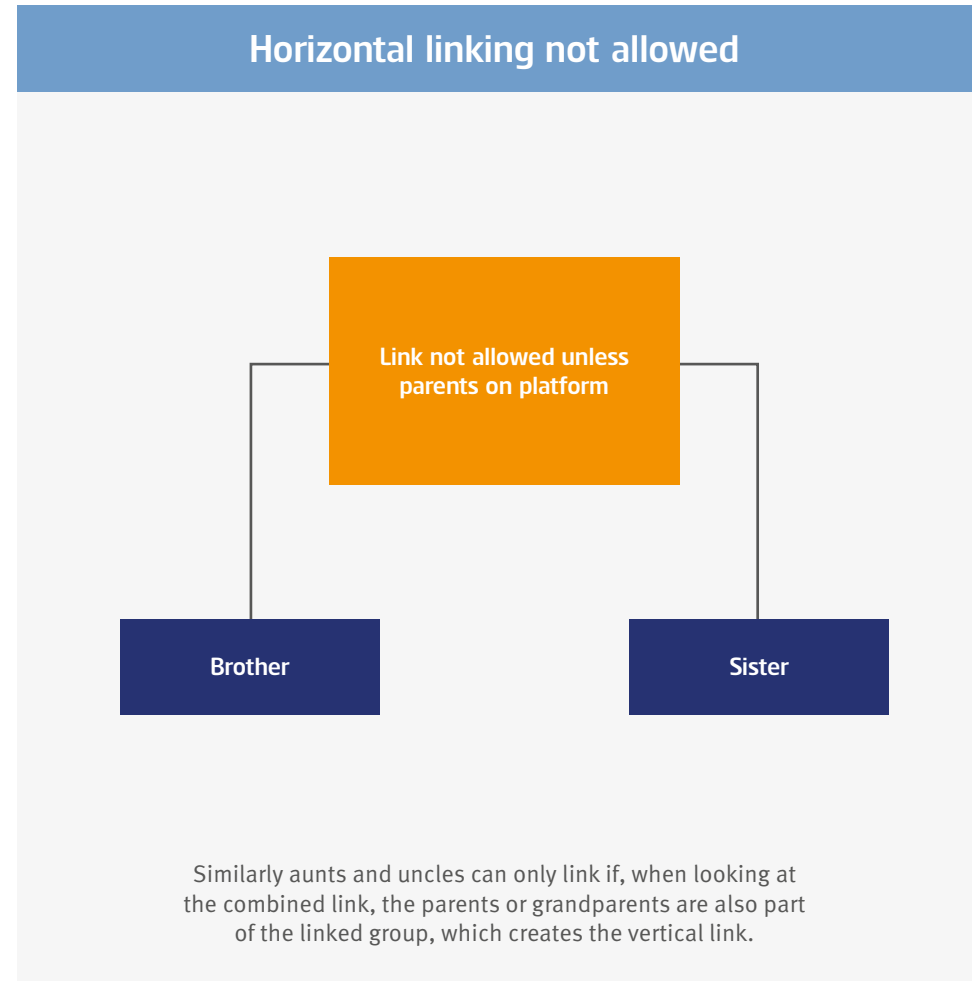 Horizontal linking not allowed
Link not allowed unless
parents on platform
Brother
Sister
Similarly aunts and uncles can only link if, when looking at
the combined link, the parents or grandparents are also part
of the linked group, which creates the vertical link.